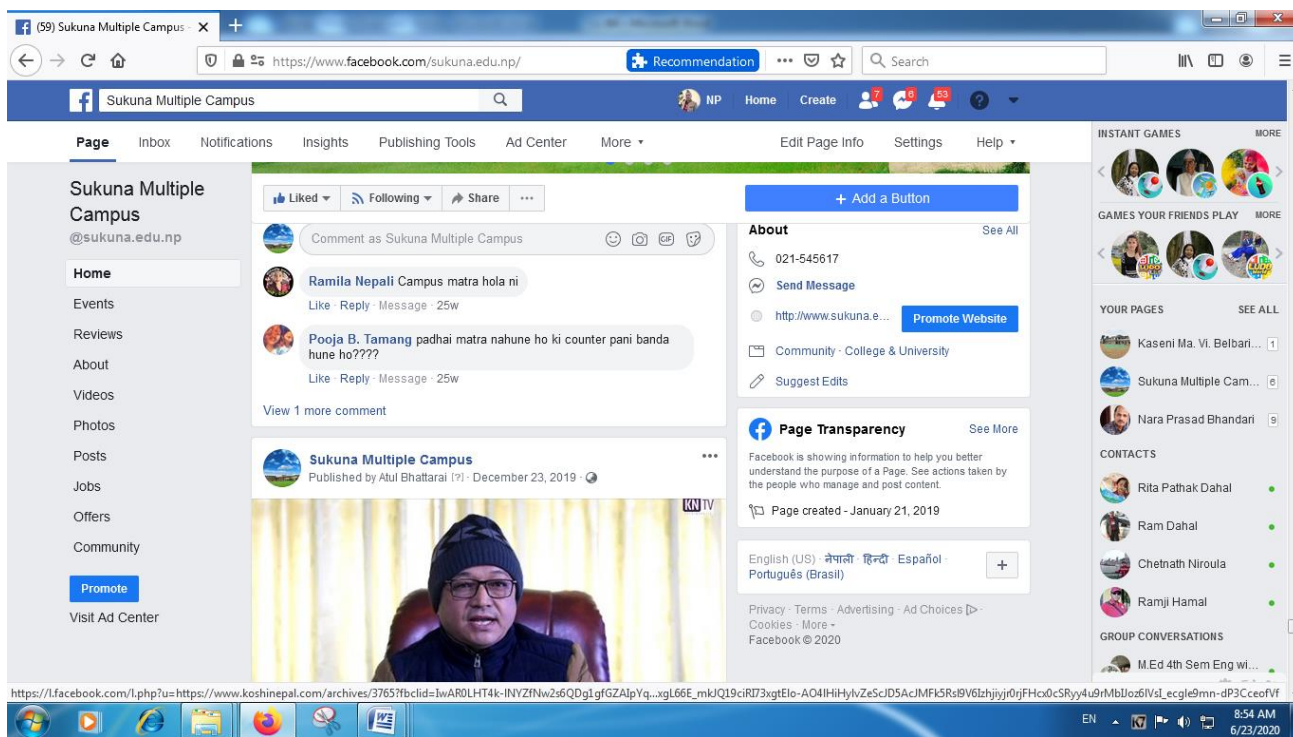 (59) Sukuna Multiple Campus -
https://www.facebook.com/sukuna.edu.np/
Recommendation
Search
Sukuna Multiple Campus
NP
Home
Create
7
6
53
Page
Inbox
Notifications
Insights
Publishing Tools
Ad Center
More
Edit Page Info
Settings
Help
Sukuna Multiple
Campus
@sukuna.edu.np
Home
Events
Reviews
About
Videos
Photos
Posts
Jobs
Offers
Community
Promote
Visit Ad Center
Liked
Following
Share
+ Add a Button
Comment as Sukuna Multiple Campus
GIF
Ramila Nepali Campus matra hola ni
Like · Reply · Message · 25w
Pooja B. Tamang padhai matra nahune ho ki counter pani banda
hune ho????
Like · Reply · Message · 25w
View 1 more comment
Sukuna Multiple Campus
Published by Atul Bhattarai [?] · December 23, 2019 ·
KN TV
About
See All
021-545617
Send Message
http://www.sukuna.e...
Promote Website
Community · College & University
Suggest Edits
Page Transparency
See More
Facebook is showing information to help you better
understand the purpose of a Page. See actions taken by
the people who manage and post content.
Page created - January 21, 2019
English (US) · नेपाली · हिन्दी · Español ·
Português (Brasil)
+
Privacy · Terms · Advertising · Ad Choices ·
Cookies · More
Facebook © 2020
INSTANT GAMES
MORE
GAMES YOUR FRIENDS PLAY
MORE
YOUR PAGES
SEE ALL
Kaseni Ma. Vi. Belbari...
1
Sukuna Multiple Cam...
6
Nara Prasad Bhandari
9
CONTACTS
Rita Pathak Dahal
Ram Dahal
Chetnath Niroula
Ramji Hamal
GROUP CONVERSATIONS
M.Ed 4th Sem Eng wi...
EN
8:54 AM
6/23/2020